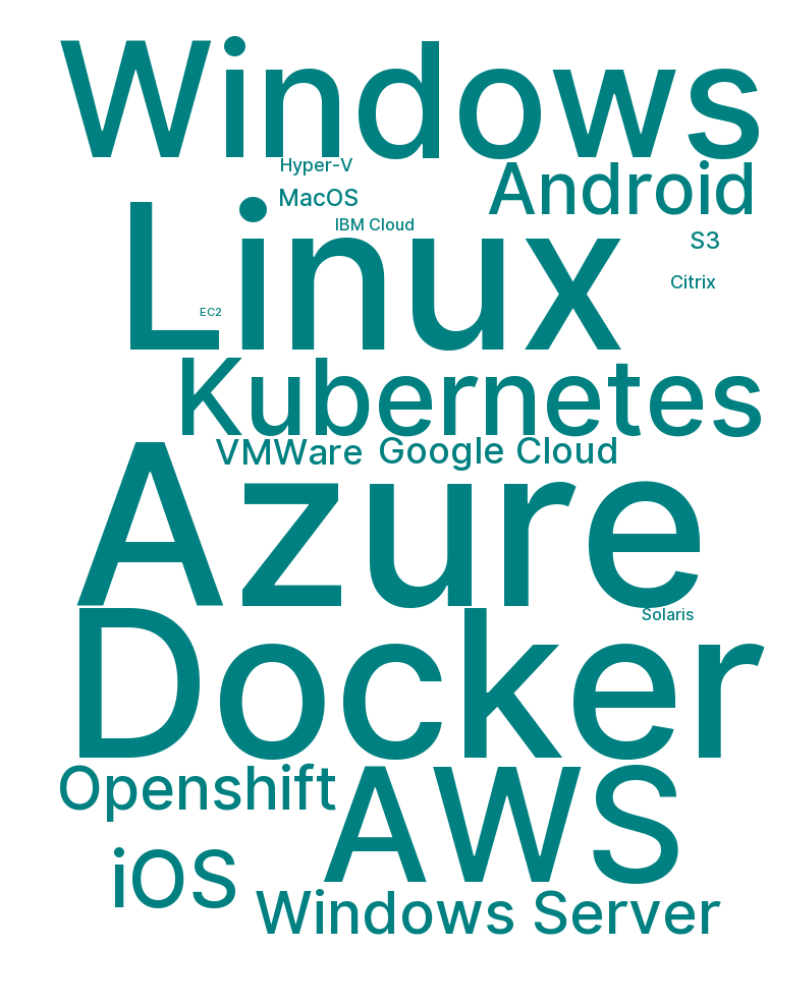 Windows
Hyper-V
Android
MacOS
Linux
IBM Cloud
S3
Citrix
EC2
Kubernetes
VMWare Google Cloud
Azure
Solaris
Docker
Openshift
AWS
iOS
Windows Server